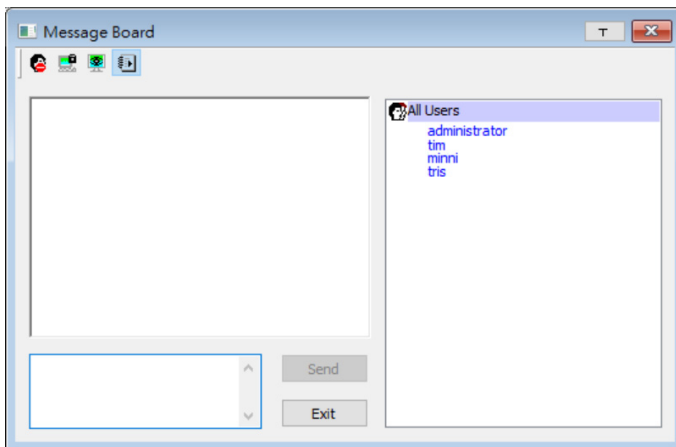 Message Board
All Users
administrator
tim
minni
tris
Send
Exit